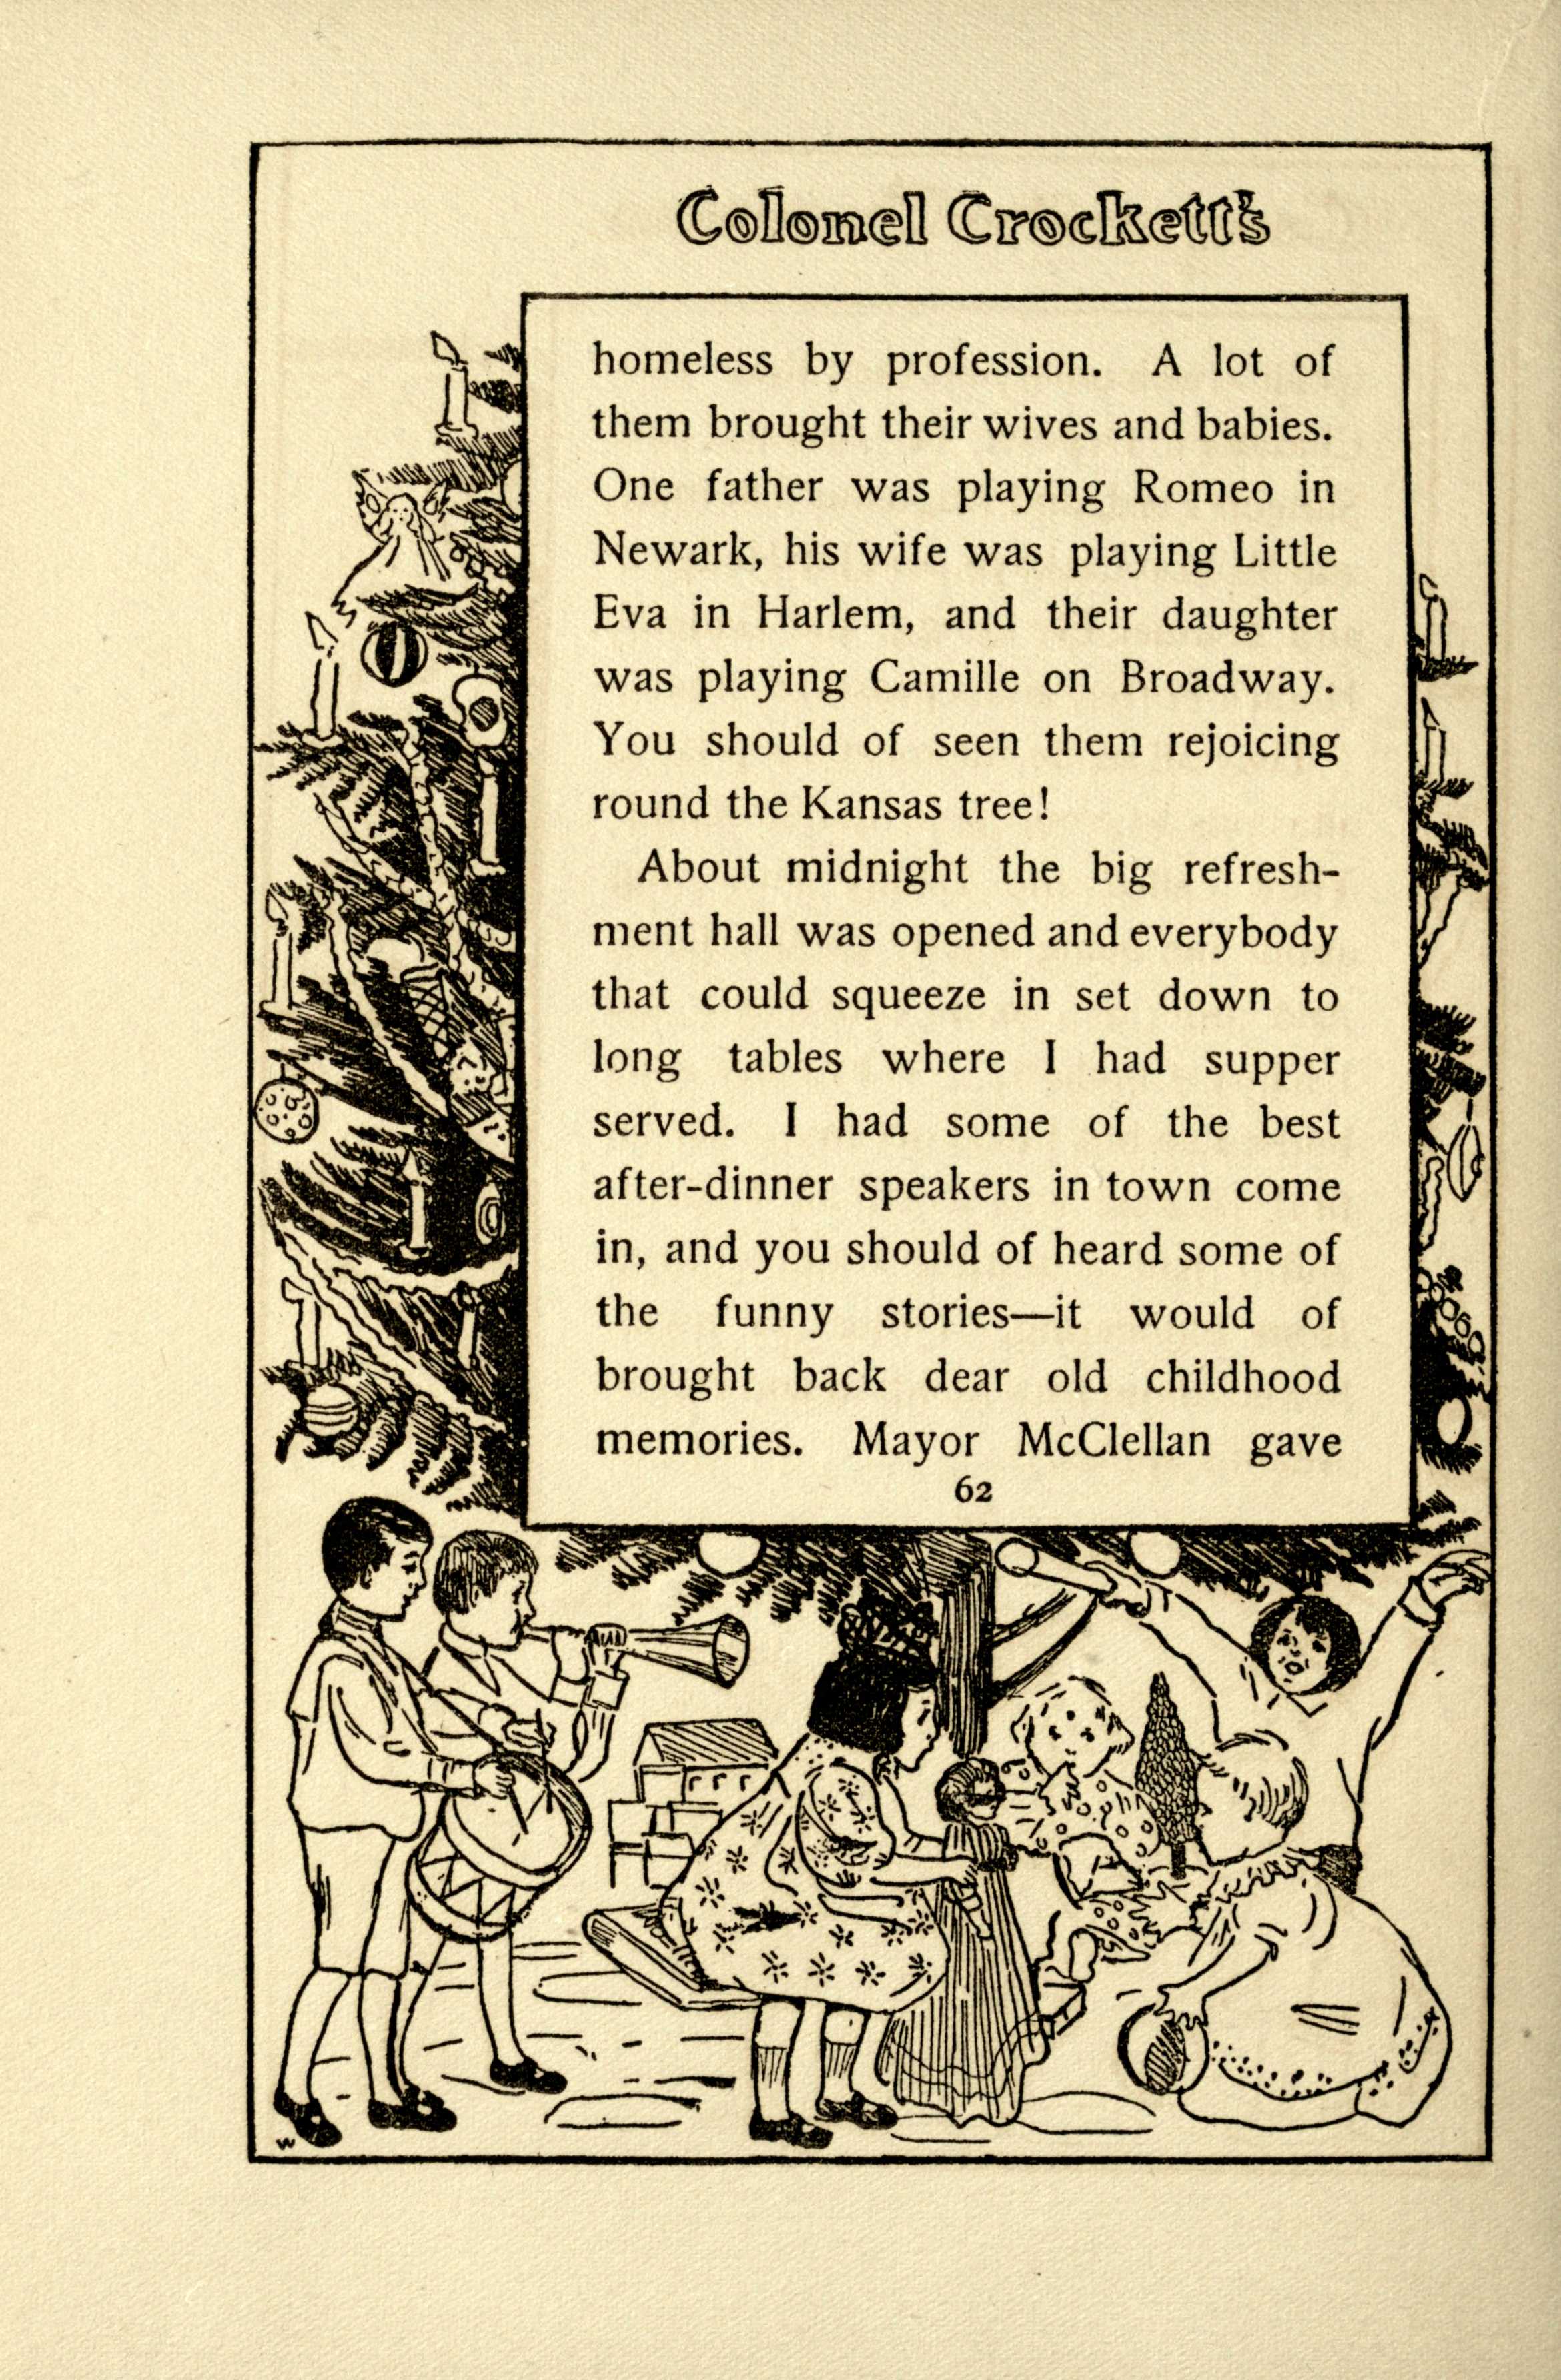 Colonel Crockett's
homeless by profession. A lot of
them brought their wives and babies.
One father was playing Romeo in
Newark, his wife was playing Little
Eva in Harlem, and their daughter
was playing Camille on Broadway.
You should of seen them rejoicing
round the Kansas tree!
About midnight the big refresh-
ment hall was opened and everybody
that could squeeze in set down to
long tables where I had supper
served. I had some of the best
after-dinner speakers in town come
in, and you should of heard some of
the funny stories—it would of
brought back dear old childhood
memories. Mayor McClellan gave
62
W